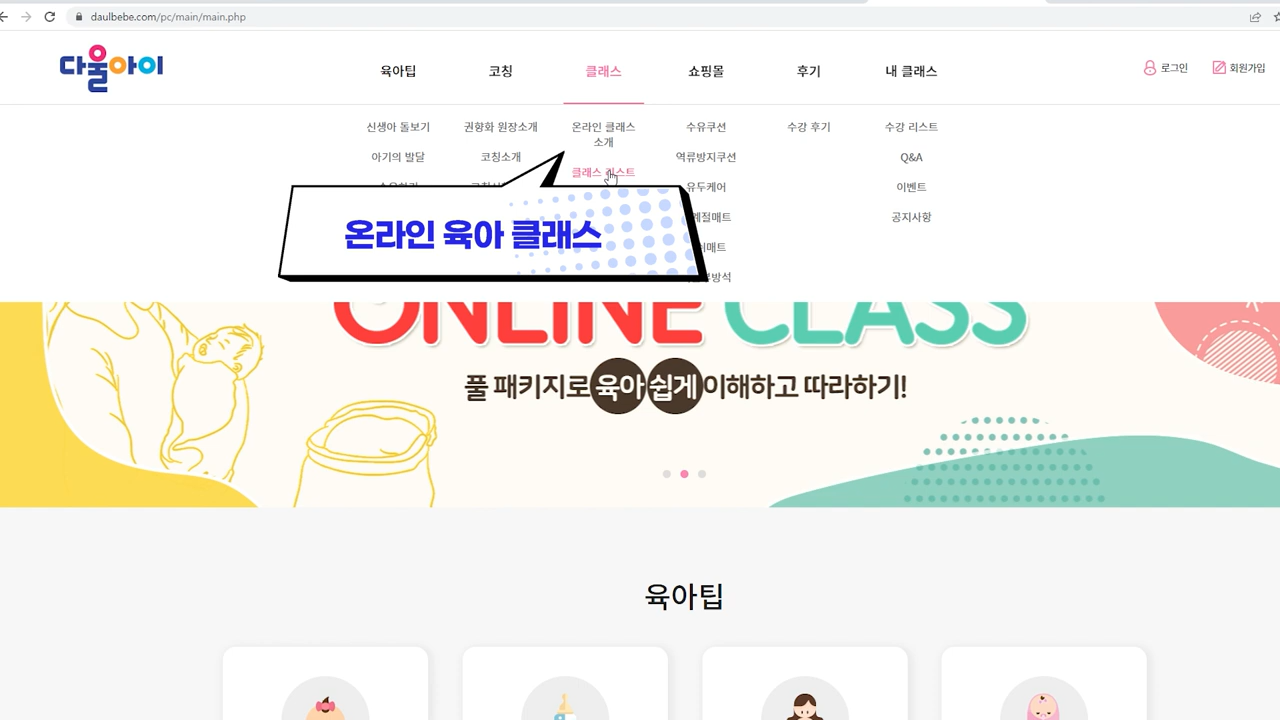 daulbebe.com/pc/main/main.php
다울아이
육아팁 코칭 클래스 쇼핑몰 후기 내 클래스
로그인 회원가입
신생아 돌보기 권향화 원장소개 온라인 클래스 수유쿠션 수강 후기 수강 리스트
소개
아기의 발달 코칭소개 역류방지쿠션 Q&A
클래스 리스트
유두케어 이벤트
공지사항
온라인 육아 클래스
ONLINE CLASS
풀 패키지로 육아 쉽게 이해하고 따라하기!
육아팁